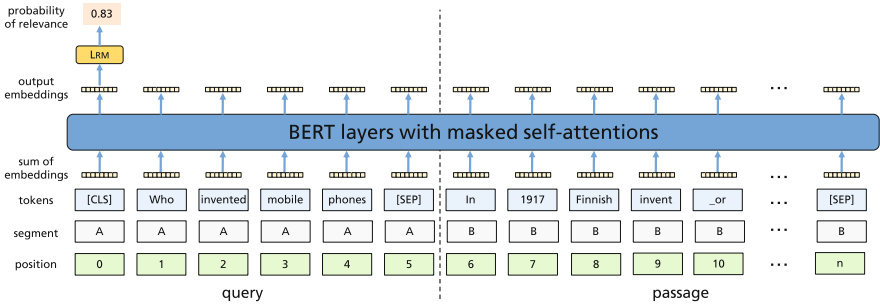 probability
of relevance
0.83
LRM
output
embeddings
...
BERT layers with masked self-attentions
sum of
embeddings
...
tokens [CLS] Who invented mobile phones [SEP] In 1917 Finnish invent _or ... [SEP]
segment A A A A A A B B B B B ... B
position 0 1 2 3 4 5 6 7 8 9 10 ... n
query passage